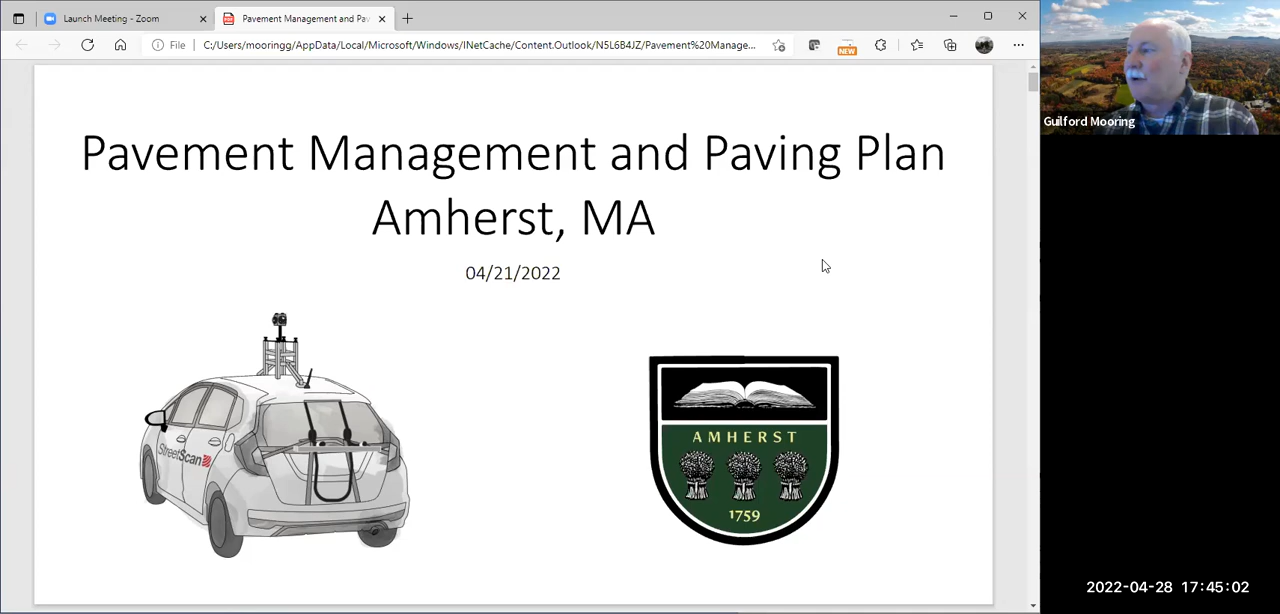 Launch Meeting - Zoom
Pavement Management and Pav
File
C:/Users/mooringg/AppData/Local/Microsoft/Windows/INetCache/Content.Outlook/N5L6B4JZ/Pavement%20Manage...
NEW
Guilford Mooring
Pavement Management and Paving Plan
Amherst, MA
04/21/2022
StreetScan
AMHERST
1759
2022-04-28 17:45:02